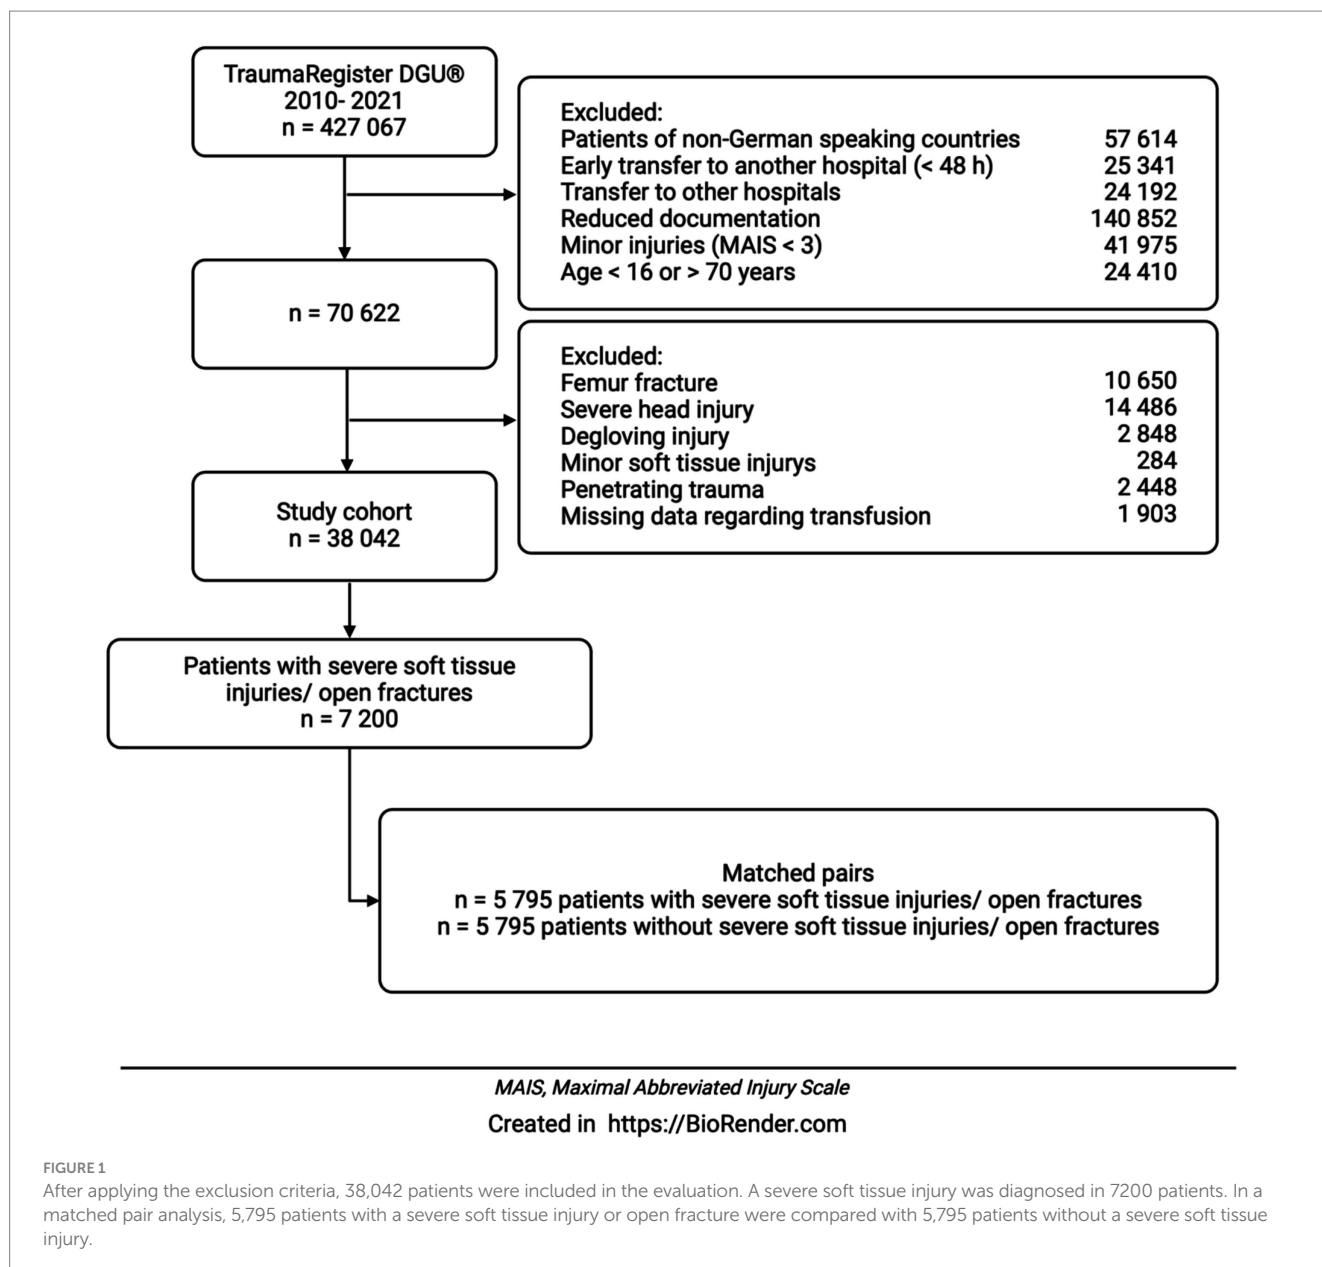 TraumaRegister DGU®
2010- 2021
n = 427 067
Excluded:
Patients of non-German speaking countries 57 614
Early transfer to another hospital (< 48 h) 25 341
Transfer to other hospitals 24 192
Reduced documentation 140 852
Minor injuries (MAIS < 3) 41 975
Age < 16 or > 70 years 24 410
n = 70 622
Excluded:
Femur fracture 10 650
Severe head injury 14 486
Degloving injury 2 848
Minor soft tissue injurys 284
Penetrating trauma 2 448
Missing data regarding transfusion 1 903
Study cohort
n = 38 042
Patients with severe soft tissue
injuries/ open fractures
n = 7 200
Matched pairs
n = 5 795 patients with severe soft tissue injuries/ open fractures
n = 5 795 patients without severe soft tissue injuries/ open fractures
MAIS, Maximal Abbreviated Injury Scale
Created in https://BioRender.com
FIGURE 1
After applying the exclusion criteria, 38,042 patients were included in the evaluation. A severe soft tissue injury was diagnosed in 7200 patients. In a
matched pair analysis, 5,795 patients with a severe soft tissue injury or open fracture were compared with 5,795 patients without a severe soft tissue
injury.